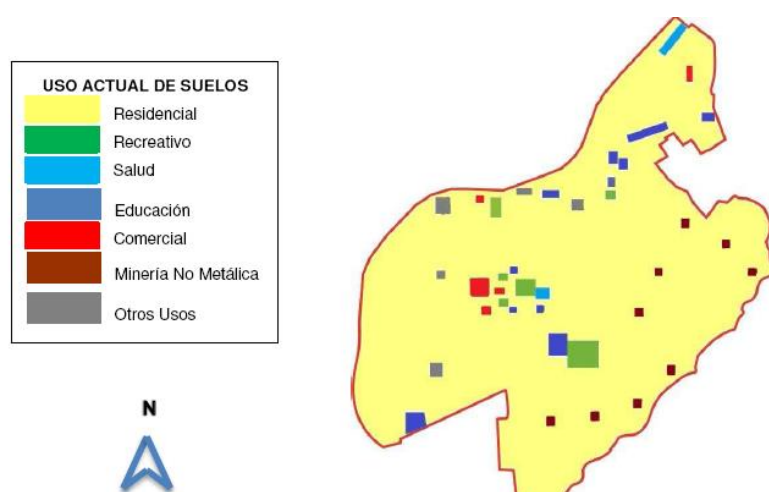 USO ACTUAL DE SUELOS
Residencial
Recreativo
Salud
Educación
Comercial
Minería No Metálica
Otros Usos
N